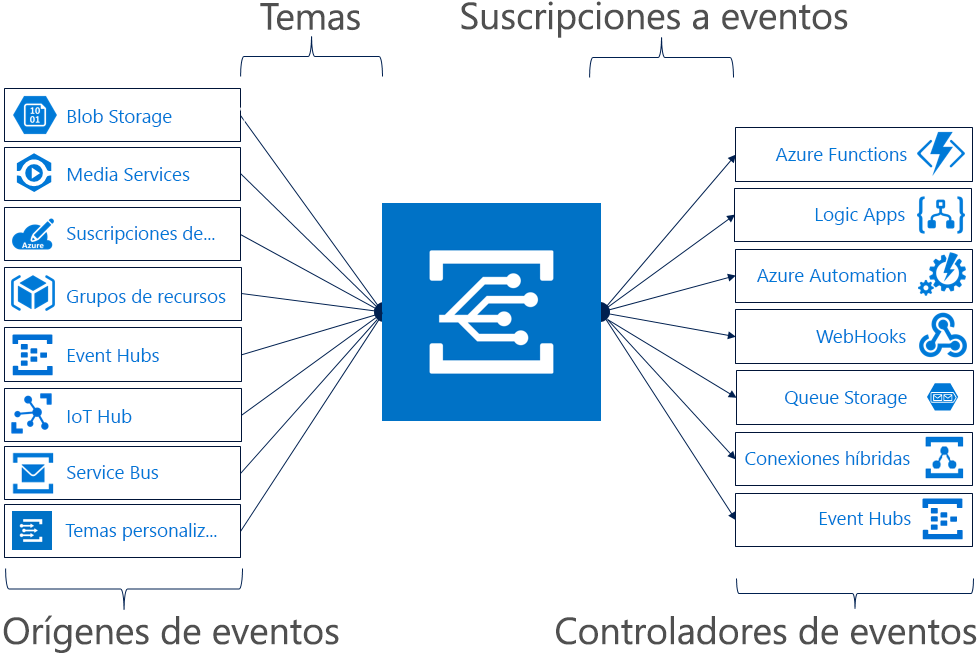 Temas
Suscripciones a eventos
Blob Storage
Media Services
Suscripciones de...
Grupos de recursos
Event Hubs
IoT Hub
Service Bus
Temas personaliz...
Azure Functions
Logic Apps
Azure Automation
WebHooks
Queue Storage
Conexiones híbridas
Event Hubs
Orígenes de eventos
Controladores de eventos
10
01
Azure